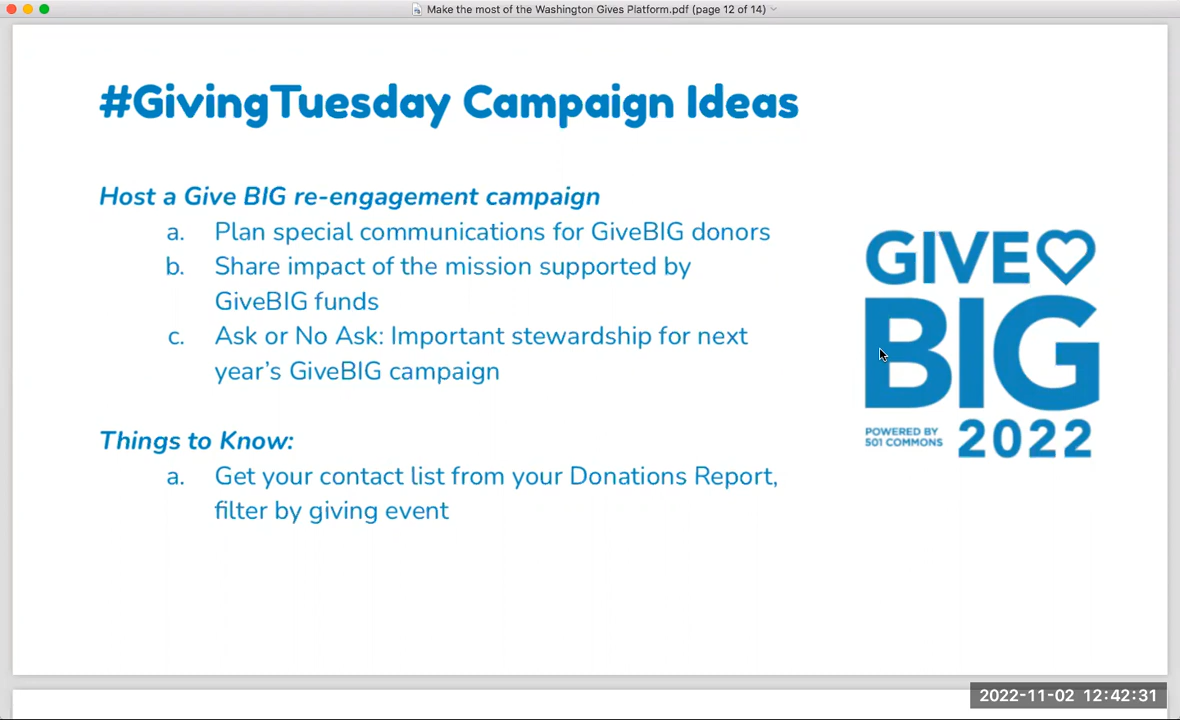 Make the most of the Washington Gives Platform.pdf (page 12 of 14)
#GivingTuesday Campaign Ideas
Host a Give BIG re-engagement campaign
a. Plan special communications for GiveBIG donors
b. Share impact of the mission supported by
GiveBIG funds
c. Ask or No Ask: Important stewardship for next
year’s GiveBIG campaign
Things to Know:
a. Get your contact list from your Donations Report,
filter by giving event
GIVE
BIG
POWERED BY
501 COMMONS
2022
2022-11-02 12:42:31